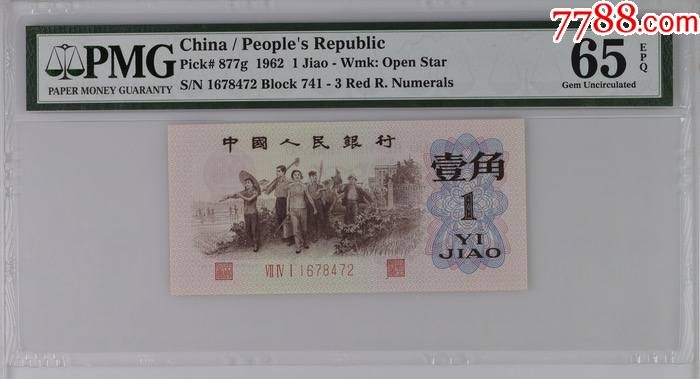 7788.com
PMG
PAPER MONEY GUARANTY
China / People's Republic
Pick# 877g 1962 1 Jiao - Wmk: Open Star
S/N 1678472 Block 741 - 3 Red R. Numerals
65 EPQ
Gem Uncirculated
中國人民銀行
壹角
1
YI
JIAO
VII IV I 1678472